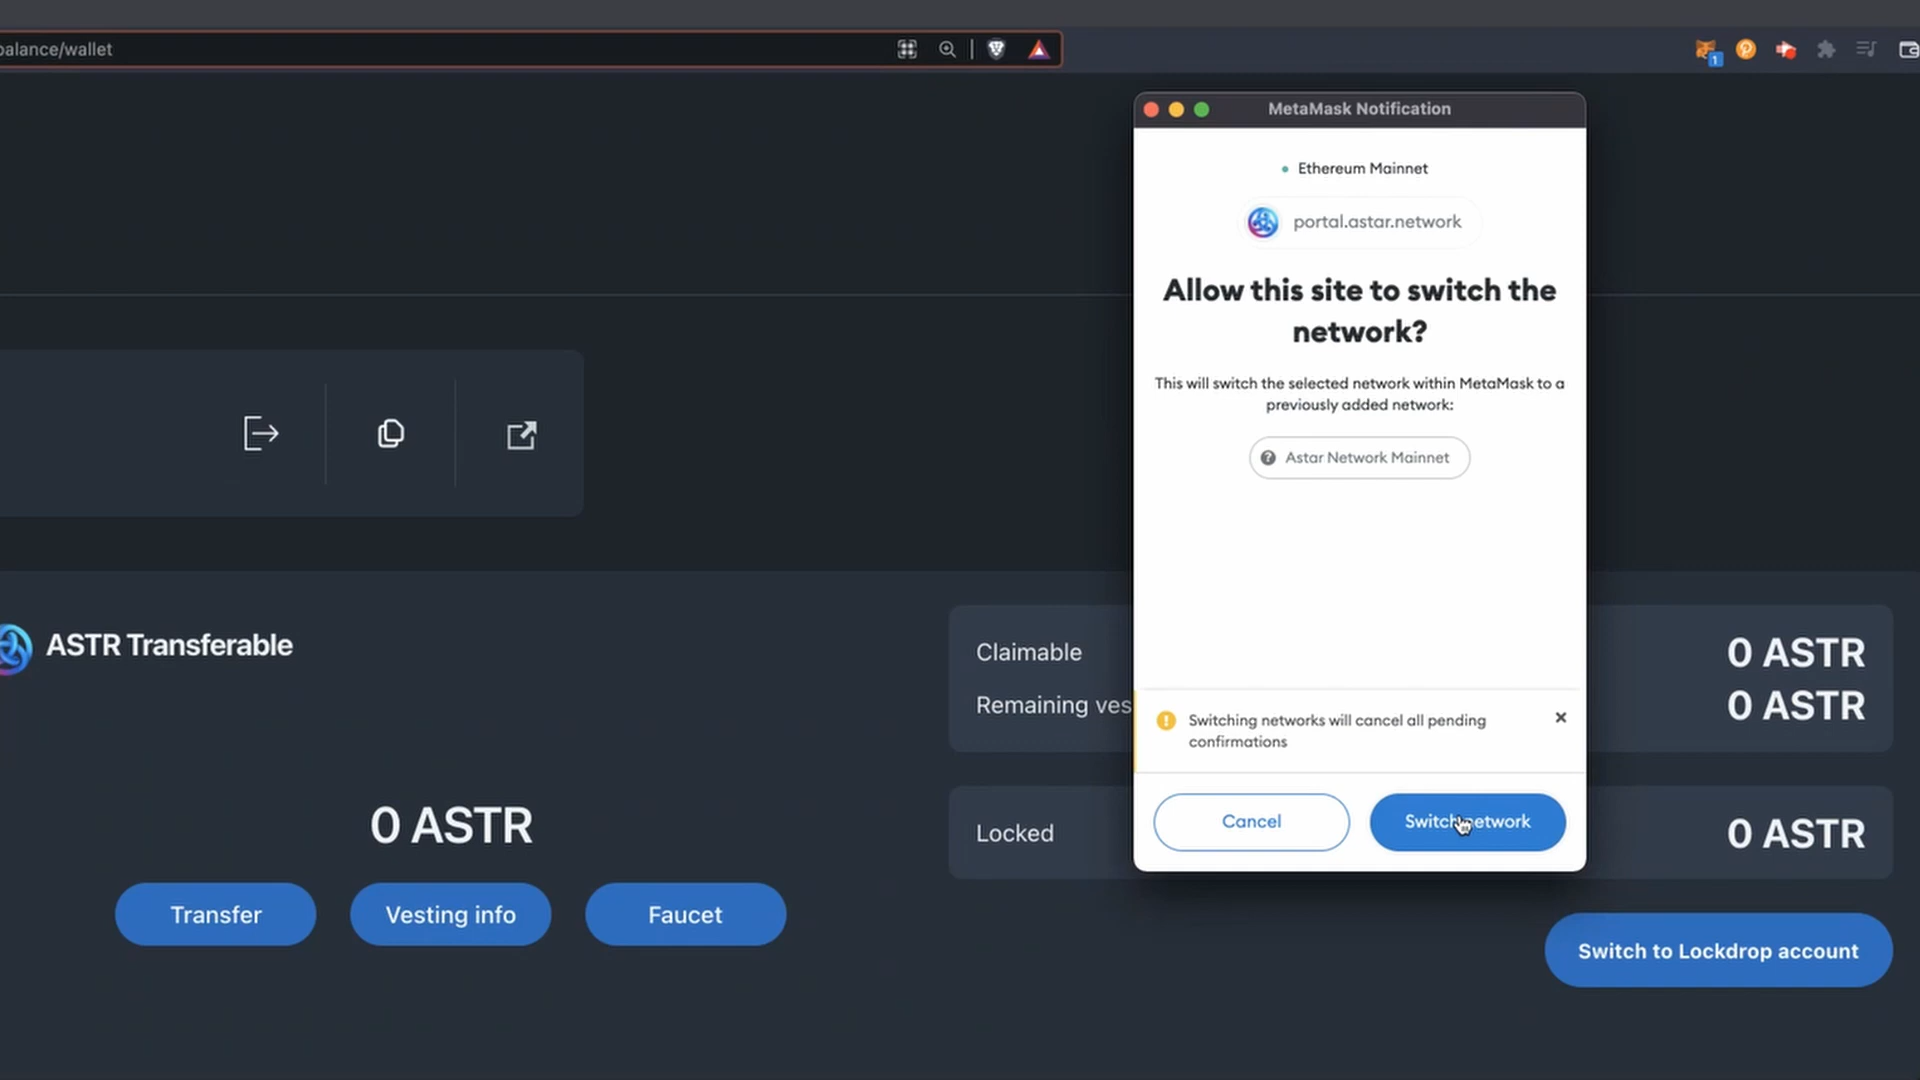 balance/wallet
1
MetaMask Notification
Ethereum Mainnet
portal.astar.network
Allow this site to switch the
network?
This will switch the selected network within MetaMask to a
previously added network:
Astar Network Mainnet
ASTR Transferable
Claimable
0 ASTR
Remaining ves
0 ASTR
Switching networks will cancel all pending
confirmations
0 ASTR
Locked
0 ASTR
Cancel
Switch network
Transfer
Vesting info
Faucet
Switch to Lockdrop account